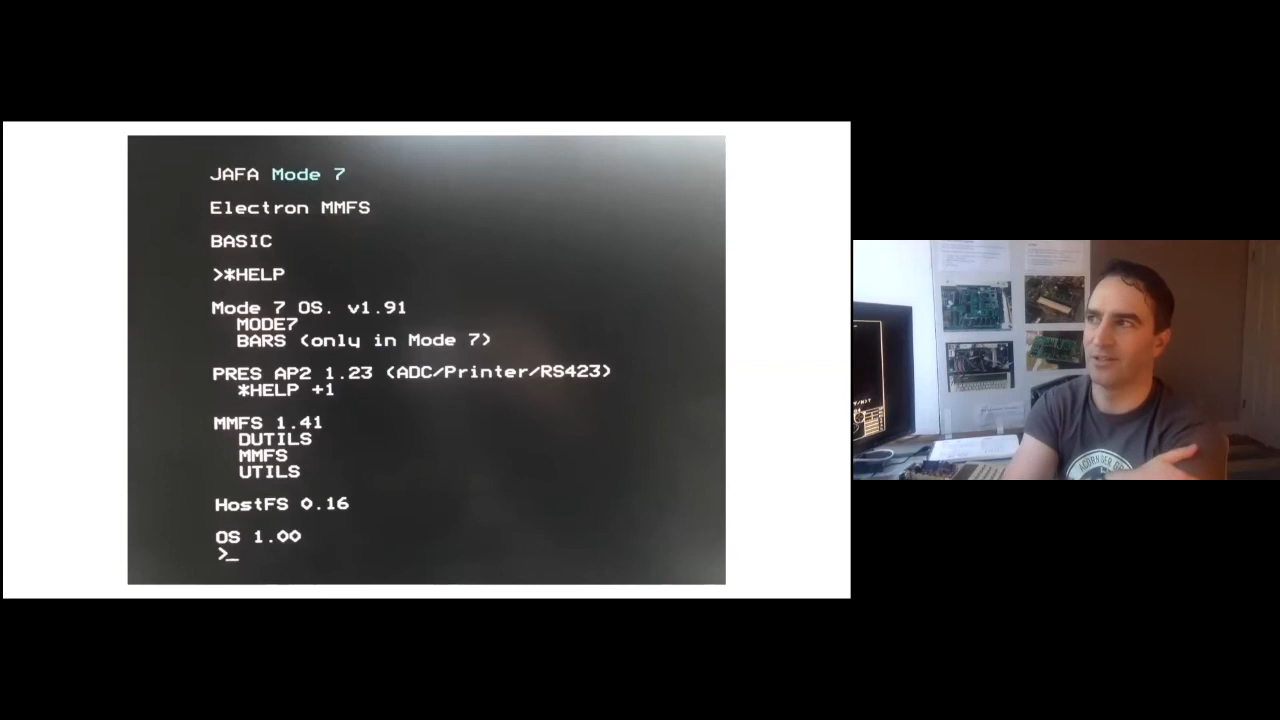 JAFA Mode 7
Electron MMFS
BASIC
>*HELP
Mode 7 OS. v1.91
MODE7
BARS (only in Mode 7)
PRES AP2 1.23 (ADC/Printer/RS423)
*HELP +1
MMFS 1.41
DUTILS
MMFS
UTILS
HostFS 0.16
OS 1.00
>_